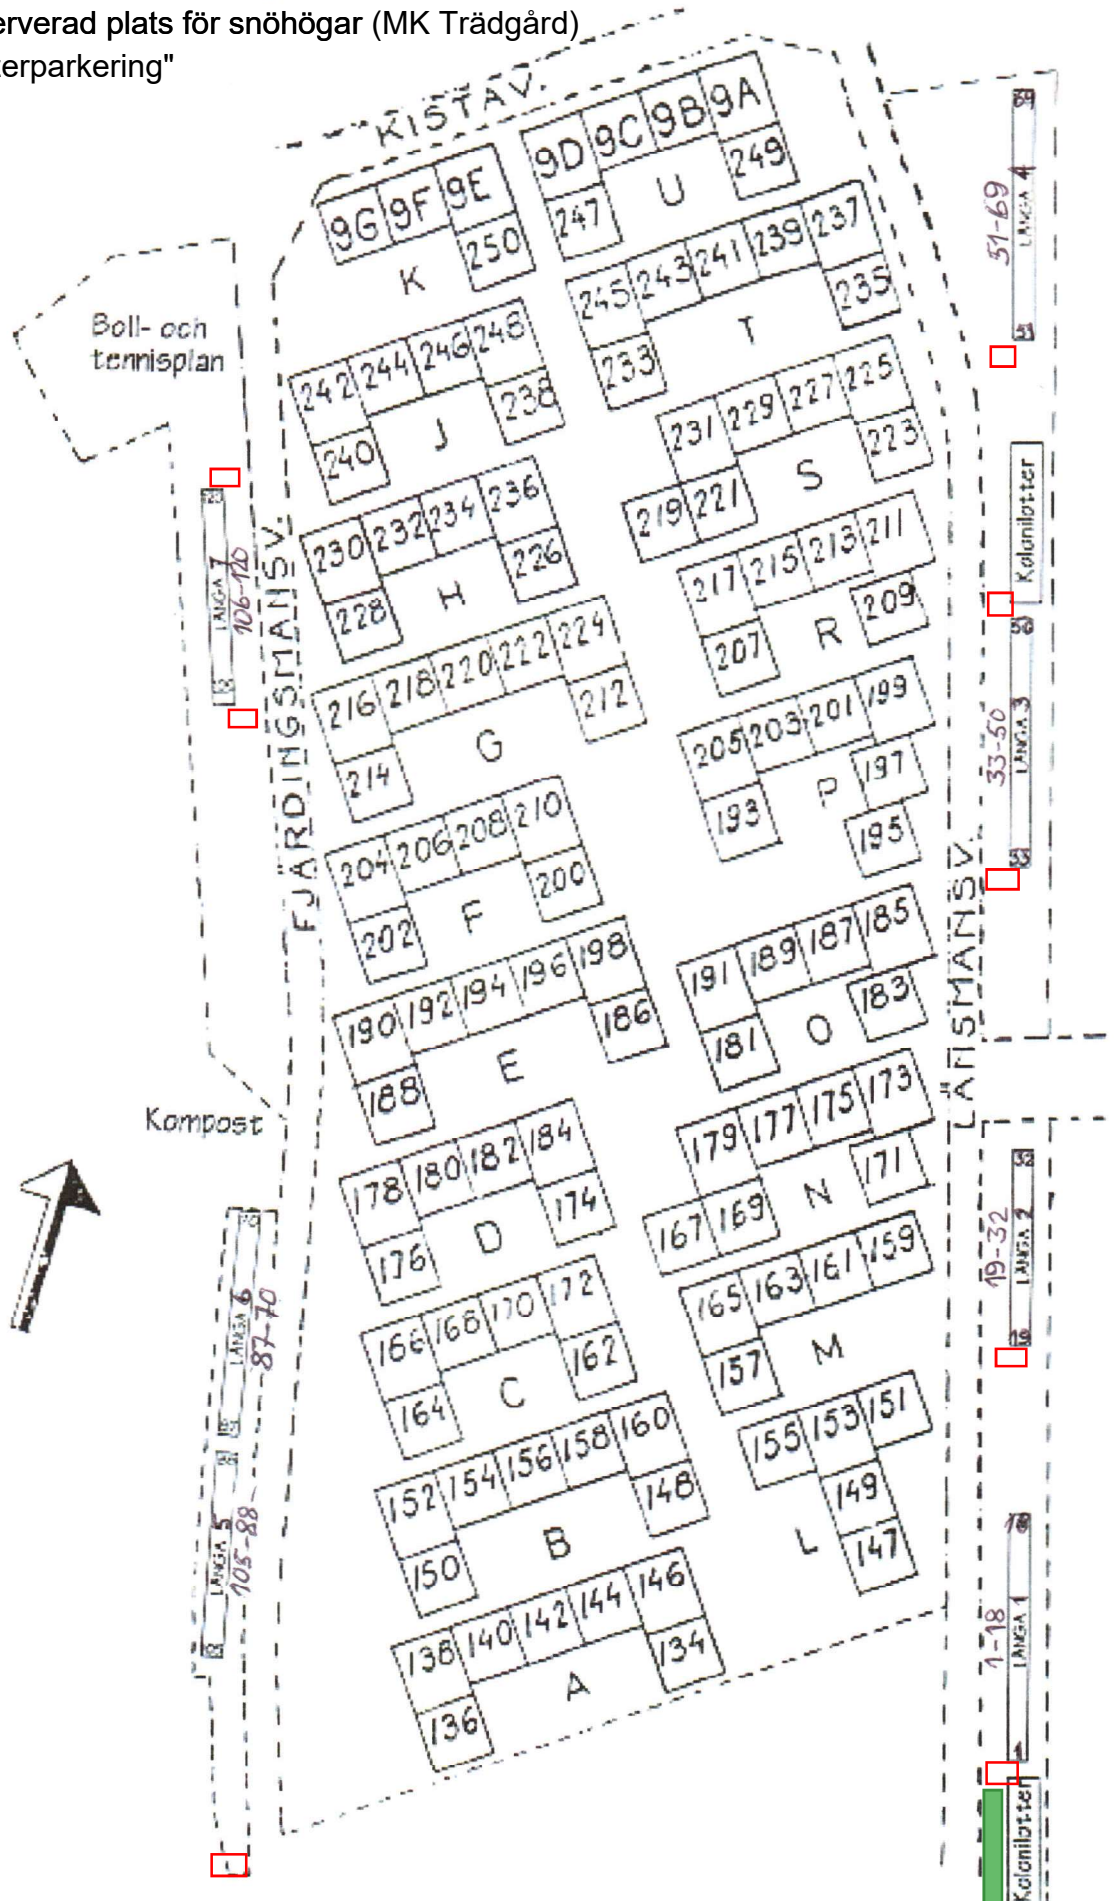 erverad plats för snöhögar (MK Trädgård)
terparkering"
KISTAV.
9D 9C 9B 9A
247 U 249
9G 9F 9E
K 250
245 243 241 239 237
233 T 235
Boll- och
tennisplan
242 244 246 248
240 J 238
231 229 227 225
219 221 S 223
230 232 234 236
228 H 226
217 215 213 211
207 R 209
216 218 220 222 224
214 G 212
205 203 201 199
193 P 197
195
204 206 208 210
202 F 200
191 189 187 185
181 O 183
190 192 194 196 198
188 E 186
179 177 175 173
167 169 N 171
178 180 182 184
176 D 174
165 163 161 159
157 M
166 168 170 172
164 C 162
155 153 151
149
L 147
152 154 156 158 160
150 B 148
138 140 142 144 146
136 A 134
FJÄRDINGSMANSV.
LÄNSMANSV.
Kompost
LÄNGA 7
106-120
LÄNGA 6
87-70
LÄNGA 5
105-88
69
LÄNGA 4
51-69
51
Kolonilotter
50
LÄNGA 3
33-50
33
32
LÄNGA 2
19-32
19
18
LÄNGA 1
1-18
1
Kolonilotter